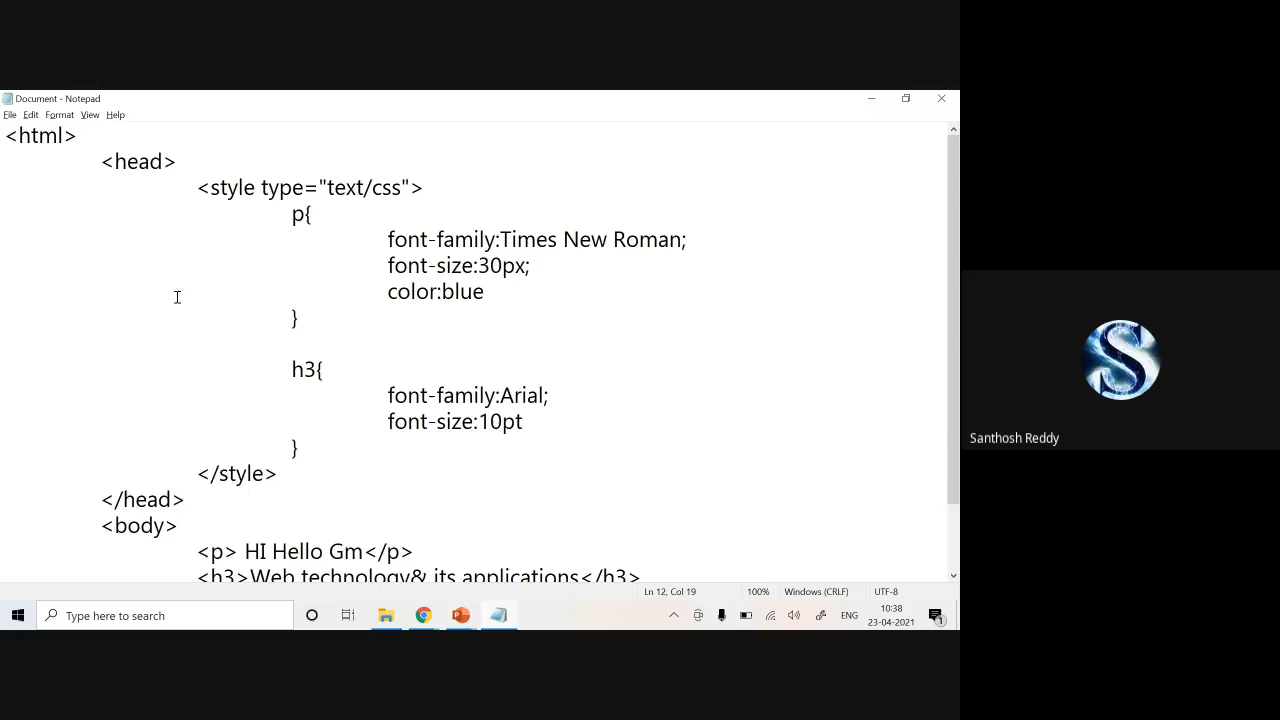 Document - Notepad
File Edit Format View Help
<html>
<head>
<style type="text/css">
p{
font-family:Times New Roman;
font-size:30px;
color:blue
}
h3{
font-family:Arial;
font-size:10pt
}
</style>
</head>
<body>
<p> HI Hello Gm</p>
<h3>Web technology& its applications</h3>
Ln 12, Col 19 100% Windows (CRLF) UTF-8
Type here to search
ENG
10:38
23-04-2021
1
S
Santhosh Reddy